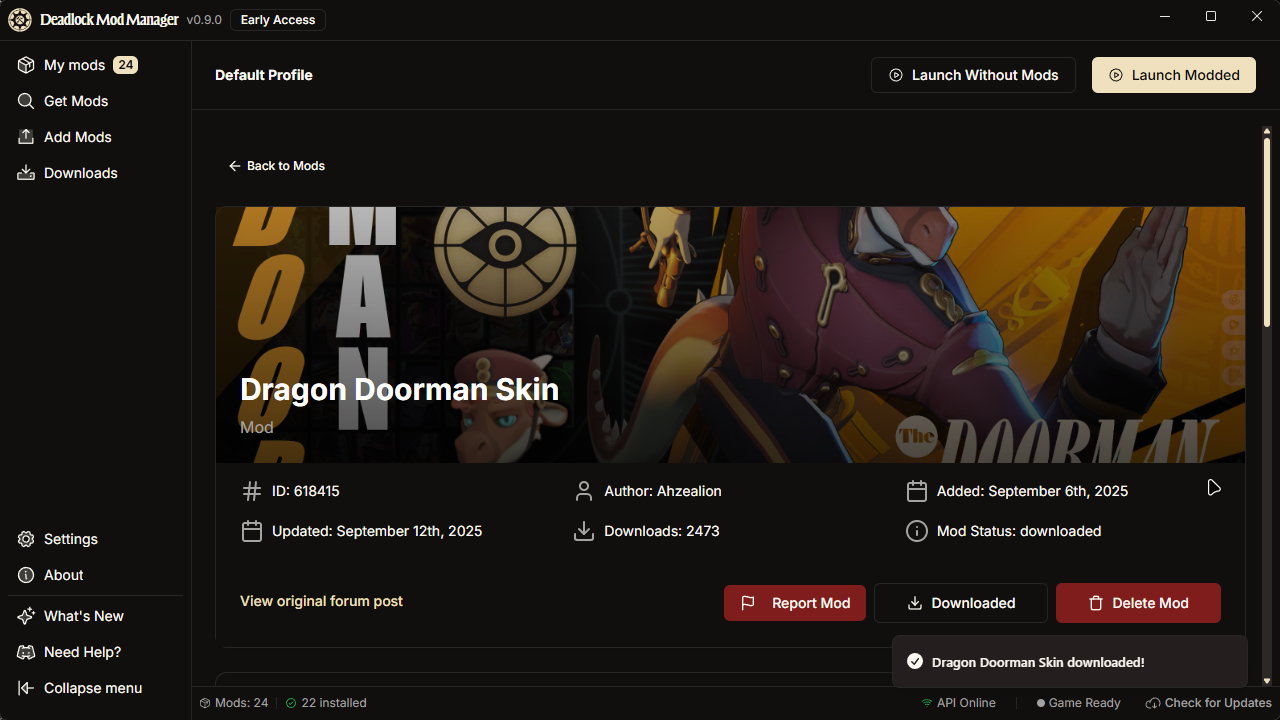 Deadlock Mod Manager v0.9.0 Early Access
My mods 24
Get Mods
Add Mods
Downloads
Default Profile
Launch Without Mods
Launch Modded
Back to Mods
DOOR
MAN
Dragon Doorman Skin
Mod
The DOORMAN
ID: 618415
Author: Ahzealion
Added: September 6th, 2025
Updated: September 12th, 2025
Downloads: 2473
Mod Status: downloaded
View original forum post
Report Mod
Downloaded
Delete Mod
Dragon Doorman Skin downloaded!
Settings
About
What's New
Need Help?
Collapse menu
Mods: 24
22 installed
API Online
Game Ready
Check for Updates